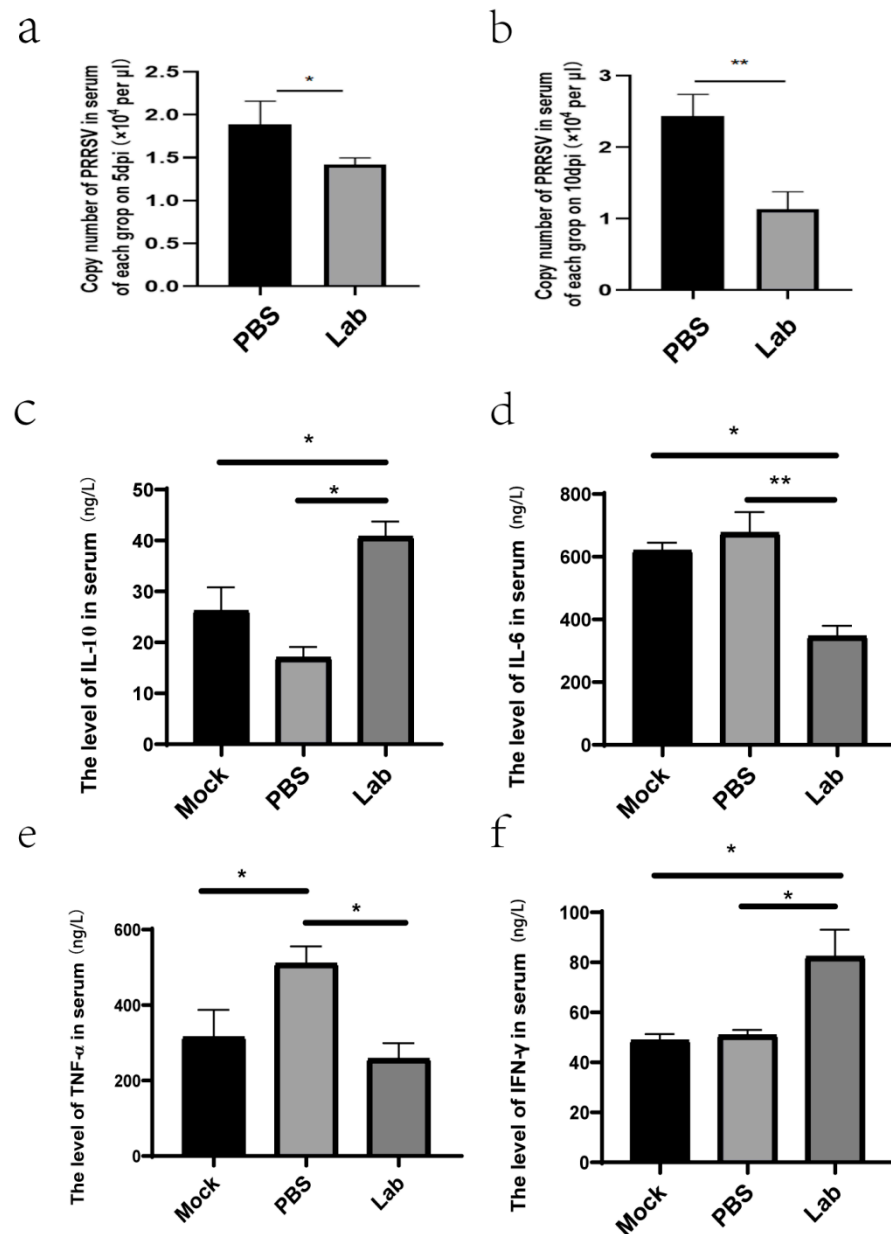 a
Copy number of PRRSV in serum
of each grop on 5dpi (×10⁴ per μl)
2.5
2.0
1.5
1.0
0.5
0.0
*
PBS
Lab
b
Copy number of PRRSV in serum
of each grop on 10dpi (×10⁴ per μl)
3
2
1
0
**
PBS
Lab
c
The level of IL-10 in serum (ng/L)
50
40
30
20
10
0
*
*
Mock
PBS
Lab
d
The level of IL-6 in serum (ng/L)
800
600
400
200
0
*
**
Mock
PBS
Lab
e
The level of TNF-α in serum (ng/L)
600
400
200
0
*
*
Mock
PBS
Lab
f
The level of IFN-γ in serum (ng/L)
100
80
60
40
20
0
*
*
Mock
PBS
Lab